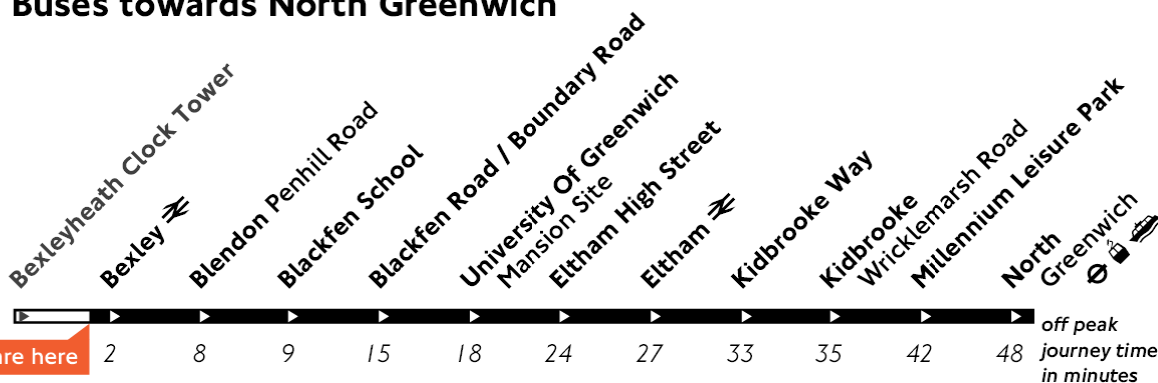 Buses towards North Greenwich
Bexleyheath Clock Tower
Bexley
Blendon Penhill Road
Blackfen School
Blackfen Road / Boundary Road
University Of Greenwich
Mansion Site
Eltham High Street
Eltham
Kidbrooke Way
Kidbrooke
Wricklemarsh Road
Millennium Leisure Park
North
Greenwich
are here
2 8 9 15 18 24 27 33 35 42 48
off peak
journey time
in minutes